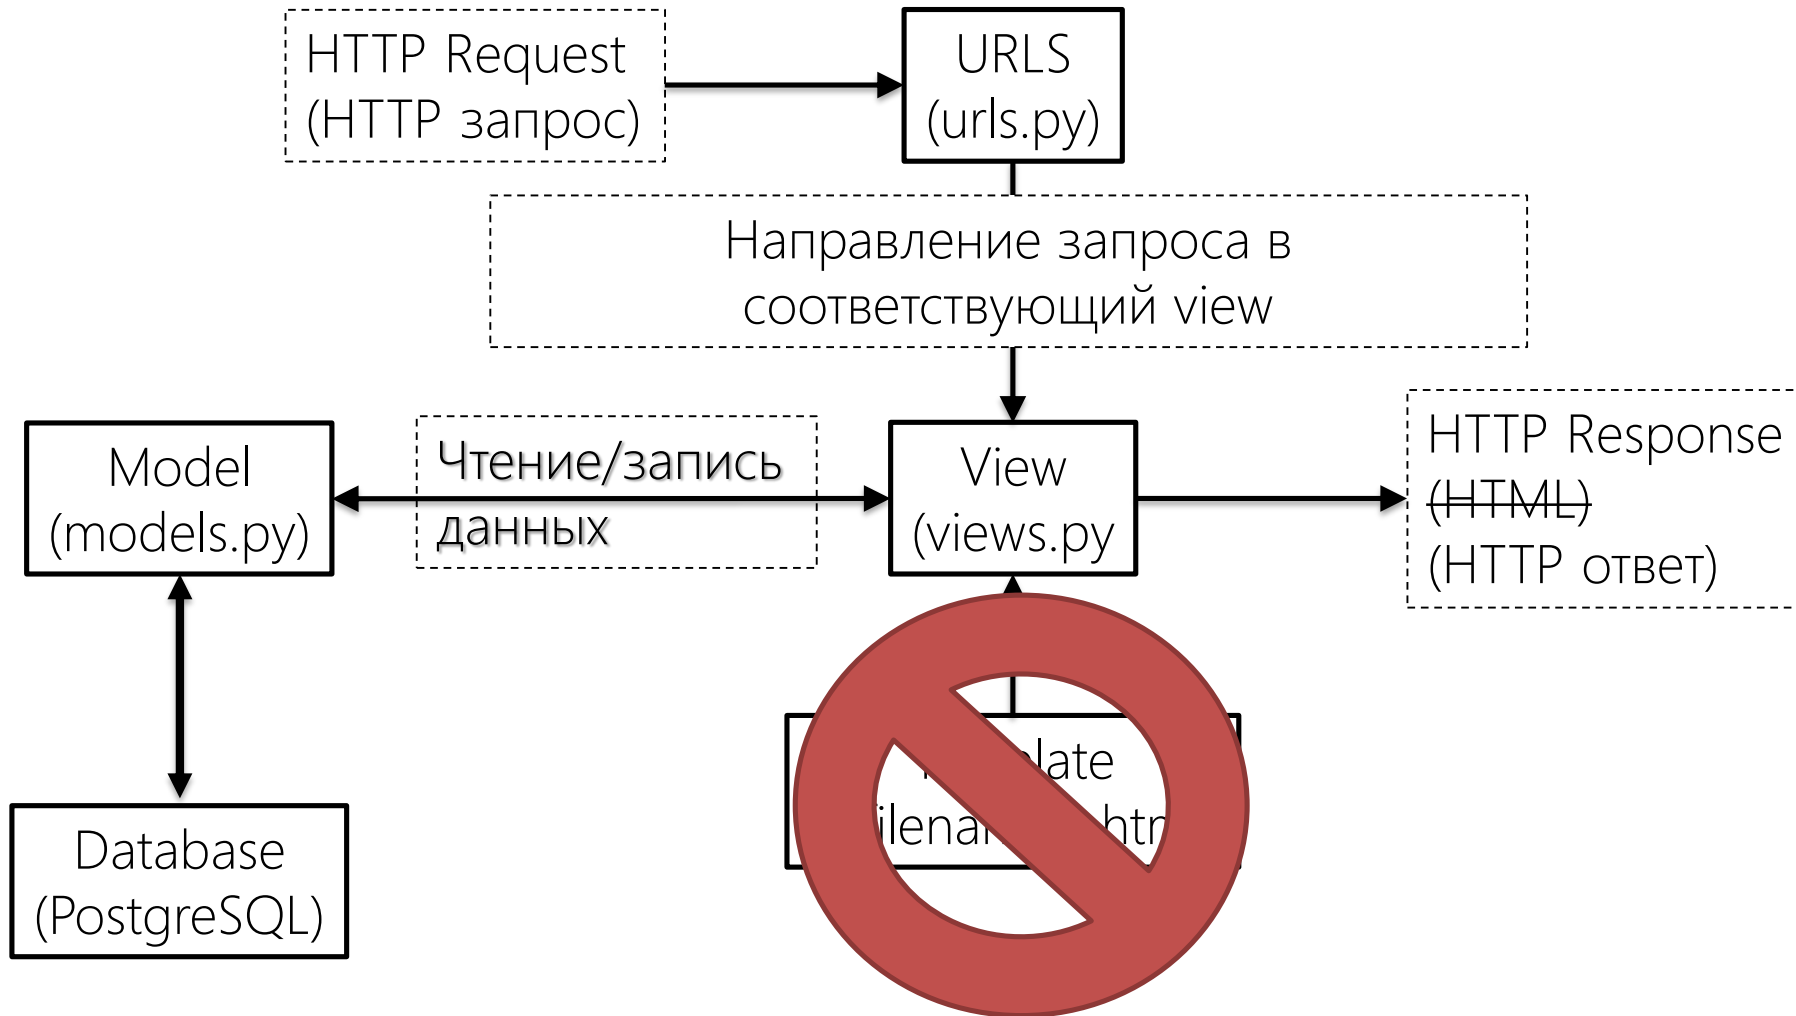 HTTP Request
(HTTP запрос)
URLS
(urls.py)
Направление запроса в
соответствующий view
Model
(models.py)
Чтение/запись
данных
View
(views.py
HTTP Response
(HTML)
(HTTP ответ)
Database
(PostgreSQL)